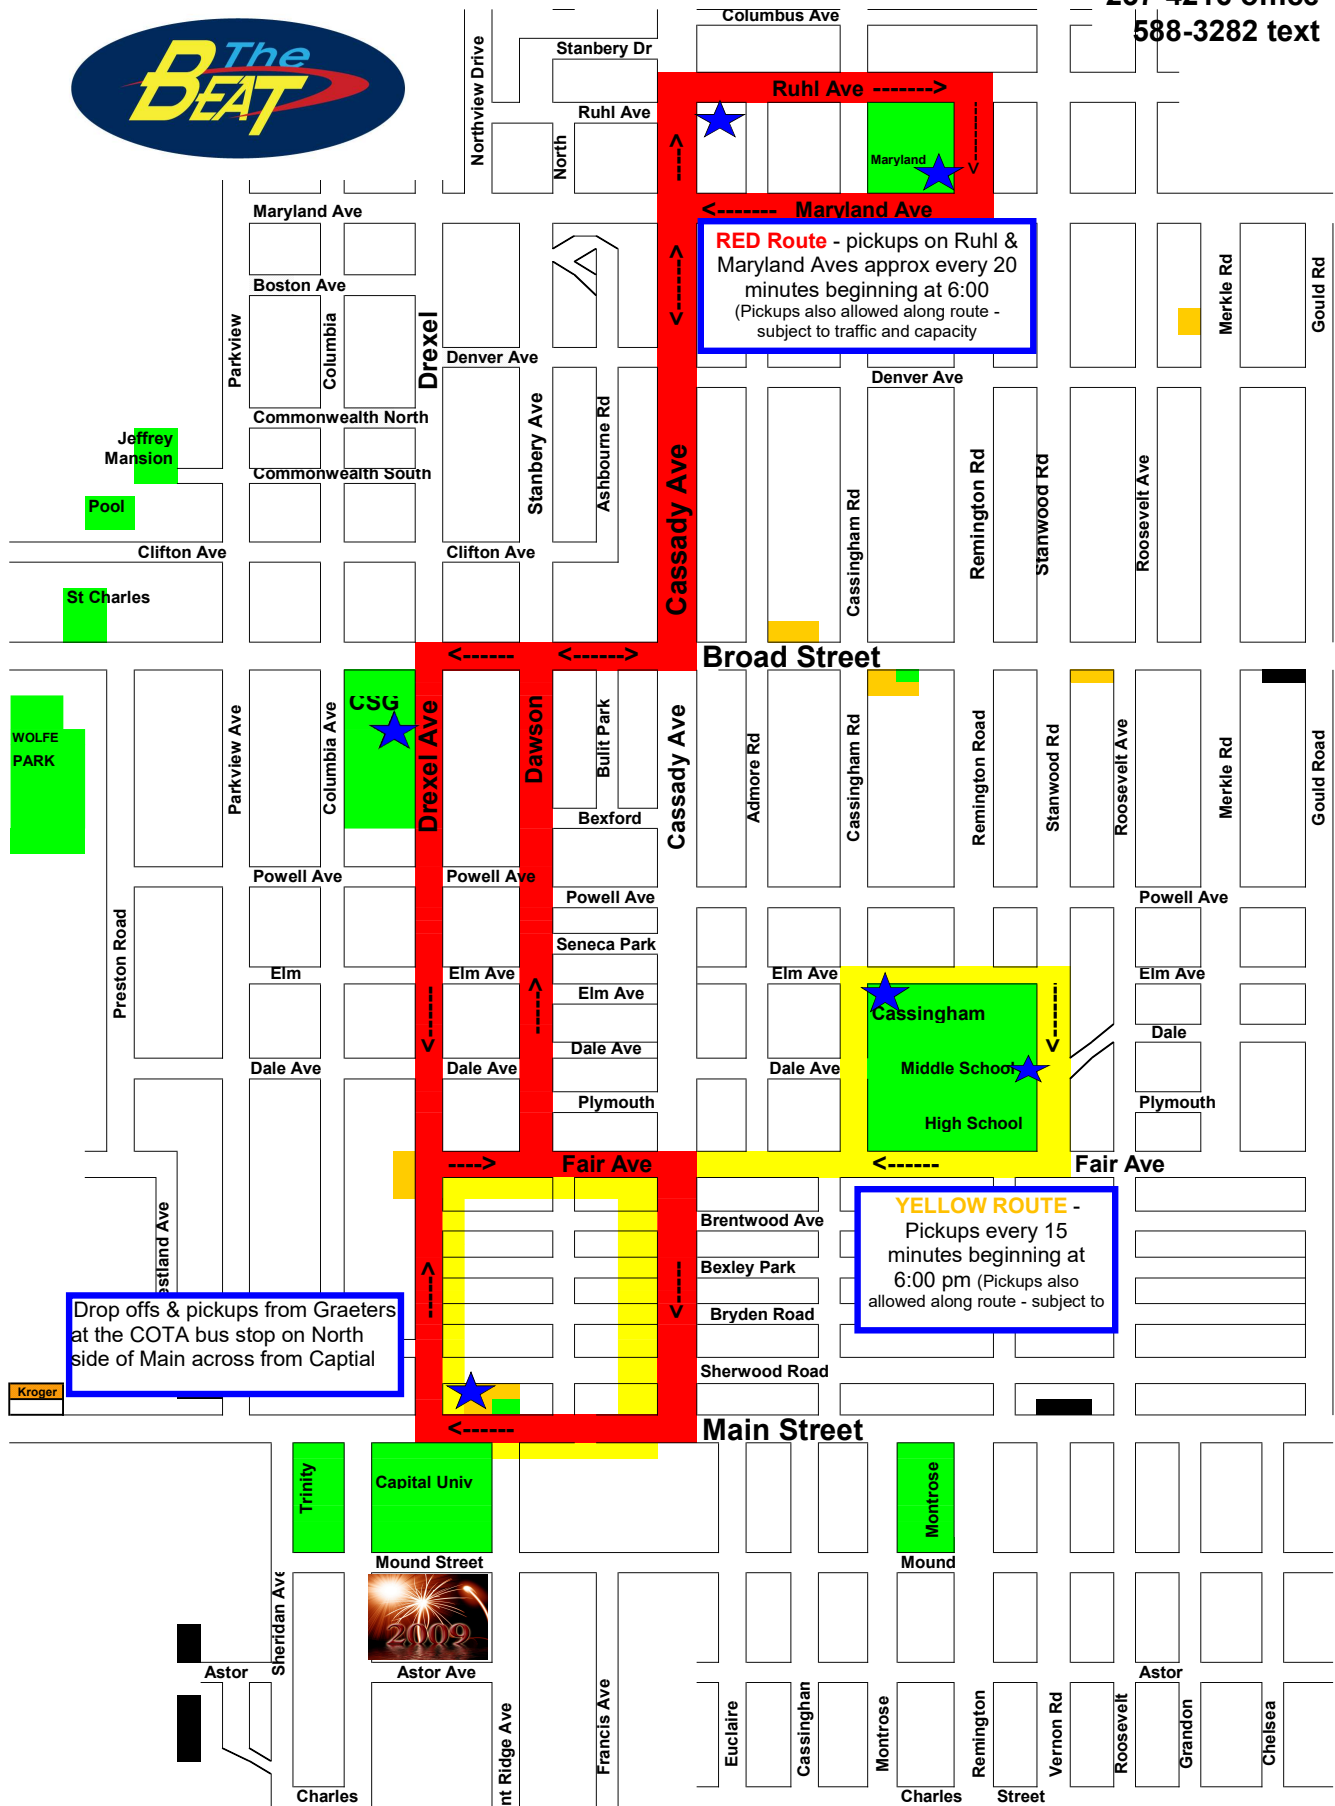 237-4216 office
588-3282 text
The
BEAT
Columbus Ave
Stanbery Dr
Northview Drive
Ruhl Ave ------->
Ruhl Ave
North
Maryland
<------- Maryland Ave
Maryland Ave
RED Route - pickups on Ruhl &
Maryland Aves approx every 20
minutes beginning at 6:00
(Pickups also allowed along route -
subject to traffic and capacity
Boston Ave
Parkview
Columbia
Drexel
Denver Ave
Denver Ave
Merkle Rd
Gould Rd
Commonwealth North
Commonwealth South
Jeffrey
Mansion
Pool
Stanbery Ave
Ashbourne Rd
Cassady Ave
Cassingham Rd
Remington Rd
Stanwood Rd
Roosevelt Ave
Clifton Ave
Clifton Ave
St Charles
<------
<------>
Broad Street
WOLFE
PARK
CSG
Parkview Ave
Columbia Ave
Drexel Ave
Dawson
Bulit Park
Cassady Ave
Admore Rd
Cassingham Rd
Remington Road
Stanwood Rd
Roosevelt Ave
Merkle Rd
Gould Road
Bexford
Powell Ave
Powell Ave
Powell Ave
Powell Ave
Preston Road
Seneca Park
Elm
Elm Ave
Elm Ave
Elm Ave
Elm Ave
Cassingham
Dale
Dale Ave
Dale Ave
Dale Ave
Dale Ave
Middle School
Plymouth
Plymouth
High School
---->
Fair Ave
<------
Fair Ave
Brentwood Ave
Bexley Park
Bryden Road
Sherwood Road
YELLOW ROUTE -
Pickups every 15
minutes beginning at
6:00 pm (Pickups also
allowed along route - subject to
Drop offs & pickups from Graeters
at the COTA bus stop on North
side of Main across from Captial
Kroger
<------
Main Street
Trinity
Capital Univ
Montrose
Mound Street
Mound
Sheridan Ave
2009
Astor
Astor Ave
Astor
Francis Ave
Euclaire
Cassinghan
Montrose
Remington
Vernon Rd
Roosevelt
Grandon
Chelsea
Charles
Charles
Street